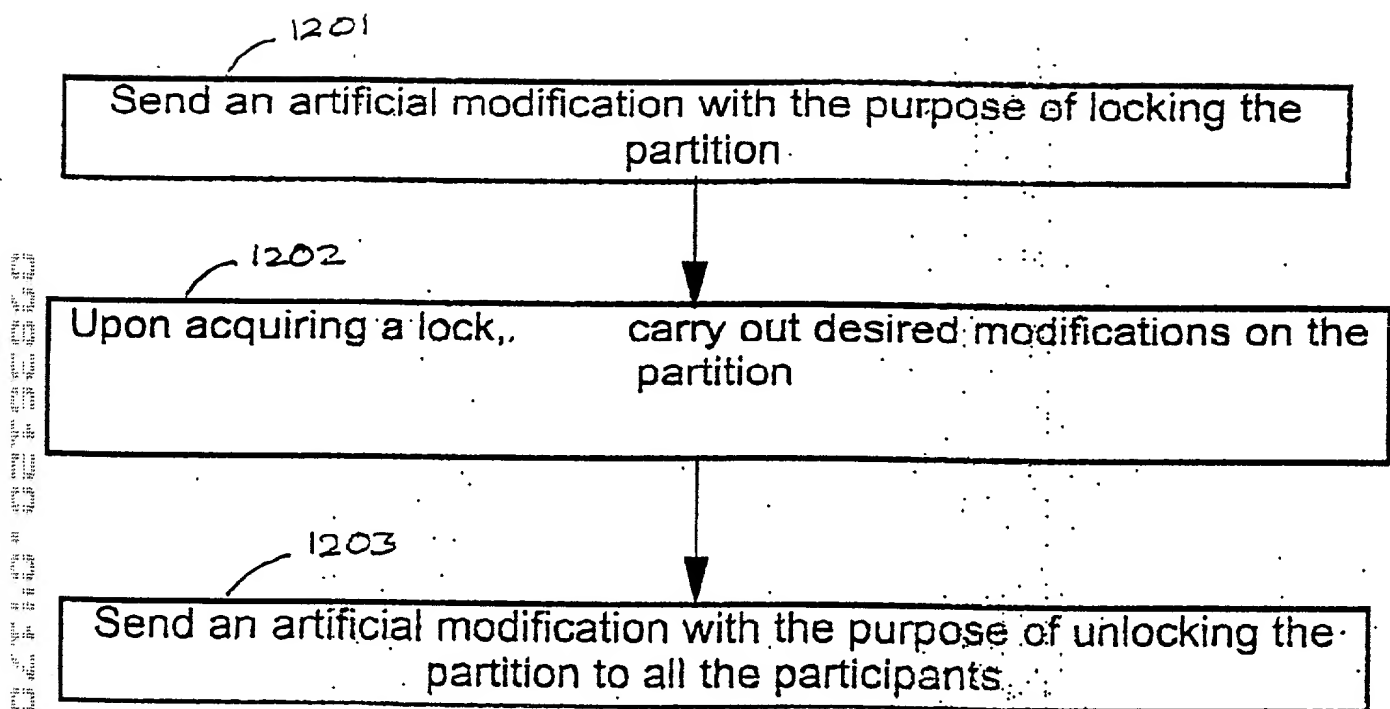 1201
Send an artificial modification with the purpose of locking the
partition
1202
Upon acquiring a lock, carry out desired modifications on the
partition
1203
Send an artificial modification with the purpose of unlocking the
partition to all the participants